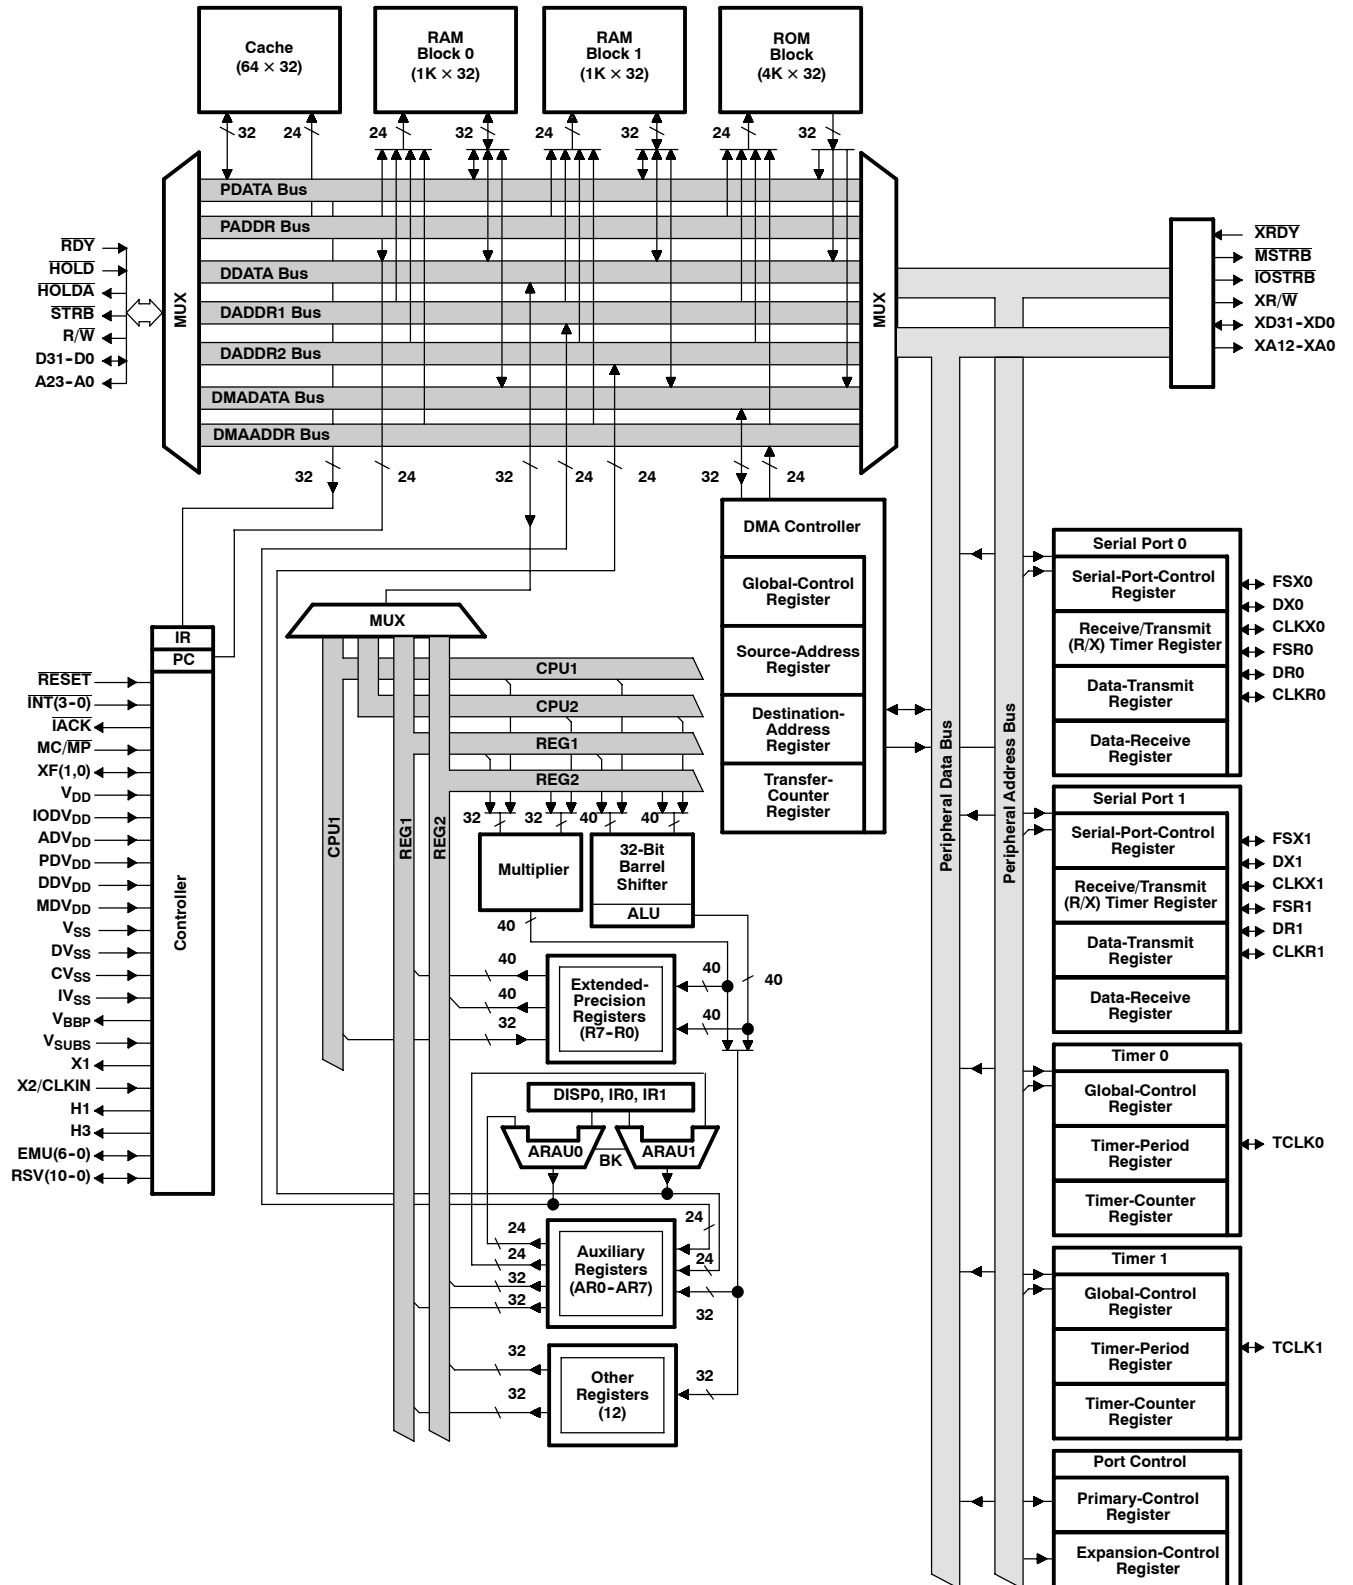 Cache
(64 × 32)
RAM
Block 0
(1K × 32)
RAM
Block 1
(1K × 32)
ROM
Block
(4K × 32)
32
24
24
32
24
32
24
32
PDATA Bus
PADDR Bus
DDATA Bus
DADDR1 Bus
DADDR2 Bus
DMADATA Bus
DMAADDR Bus
MUX
MUX
RDY
HOLD
HOLDA
STRB
R/W
D31-D0
A23-A0
XRDY
MSTRB
IOSTRB
XR/W
XD31-XD0
XA12-XA0
32
24
32
24
24
32
24
DMA Controller
Global-Control
Register
Source-Address
Register
Destination-
Address
Register
Transfer-
Counter
Register
Peripheral Data Bus
Peripheral Address Bus
IR
PC
Controller
RESET
INT(3-0)
IACK
MC/MP
XF(1,0)
VDD
IODVDD
ADVDD
PDVDD
DDVDD
MDVDD
VSS
DVSS
CVSS
IVSS
VBBP
VSUBS
X1
X2/CLKIN
H1
H3
EMU(6-0)
RSV(10-0)
MUX
CPU1
CPU2
REG1
REG2
CPU1
REG1
REG2
32
32
40
40
Multiplier
32-Bit
Barrel
Shifter
ALU
40
40
40
40
32
40
40
Extended-
Precision
Registers
(R7-R0)
DISP0, IR0, IR1
ARAU0
BK
ARAU1
24
24
32
32
24
24
32
Auxiliary
Registers
(AR0-AR7)
32
32
32
Other
Registers
(12)
Serial Port 0
Serial-Port-Control
Register
Receive/Transmit
(R/X) Timer Register
Data-Transmit
Register
Data-Receive
Register
FSX0
DX0
CLKX0
FSR0
DR0
CLKR0
Serial Port 1
Serial-Port-Control
Register
Receive/Transmit
(R/X) Timer Register
Data-Transmit
Register
Data-Receive
Register
FSX1
DX1
CLKX1
FSR1
DR1
CLKR1
Timer 0
Global-Control
Register
Timer-Period
Register
Timer-Counter
Register
TCLK0
Timer 1
Global-Control
Register
Timer-Period
Register
Timer-Counter
Register
TCLK1
Port Control
Primary-Control
Register
Expansion-Control
Register